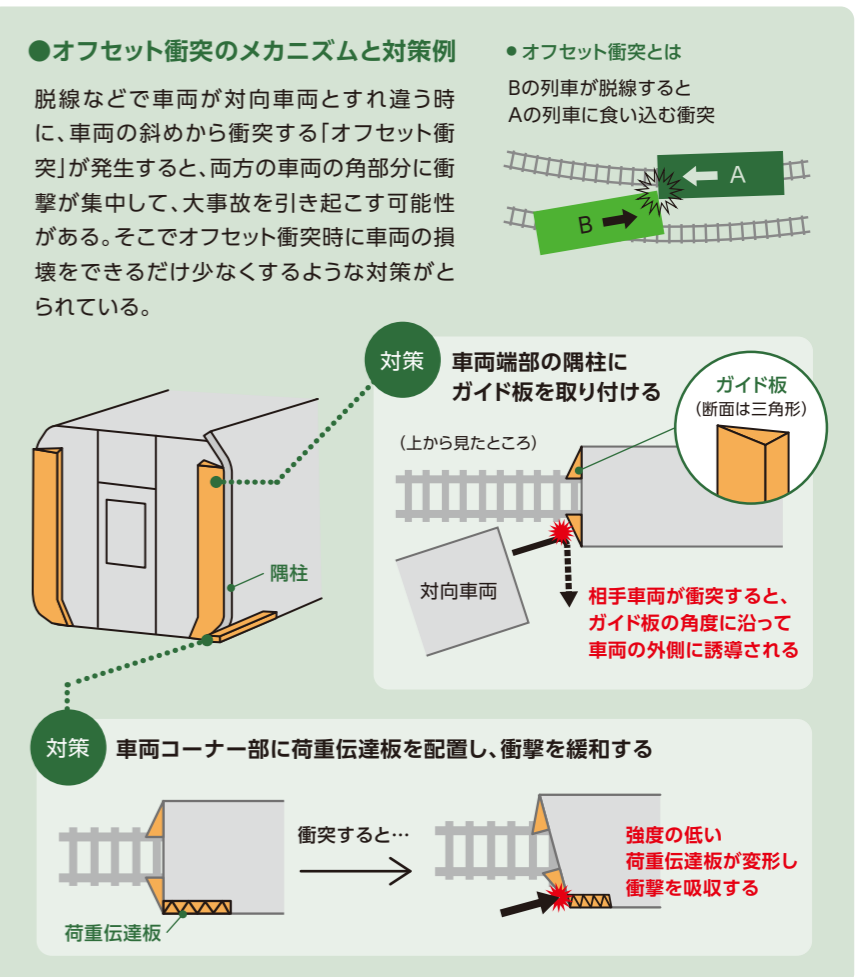 ●オフセット衝突のメカニズムと対策例
脱線などで車両が対向車両とすれ違う時
に、車両の斜めから衝突する「オフセット衝
突」が発生すると、両方の車両の角部分に衝
撃が集中して、大事故を引き起こす可能性
がある。そこでオフセット衝突時に車両の損
壊をできるだけ少なくするような対策がと
られている。
●オフセット衝突とは
Bの列車が脱線すると
Aの列車に食い込む衝突
A
B
対策
車両端部の隅柱に
ガイド板を取り付ける
ガイド板
(断面は三角形)
(上から見たところ)
対向車両
相手車両が衝突すると、
ガイド板の角度に沿って
車両の外側に誘導される
隅柱
対策
車両コーナー部に荷重伝達板を配置し、衝撃を緩和する
衝突すると…
荷重伝達板
強度の低い
荷重伝達板が変形し
衝撃を吸収する